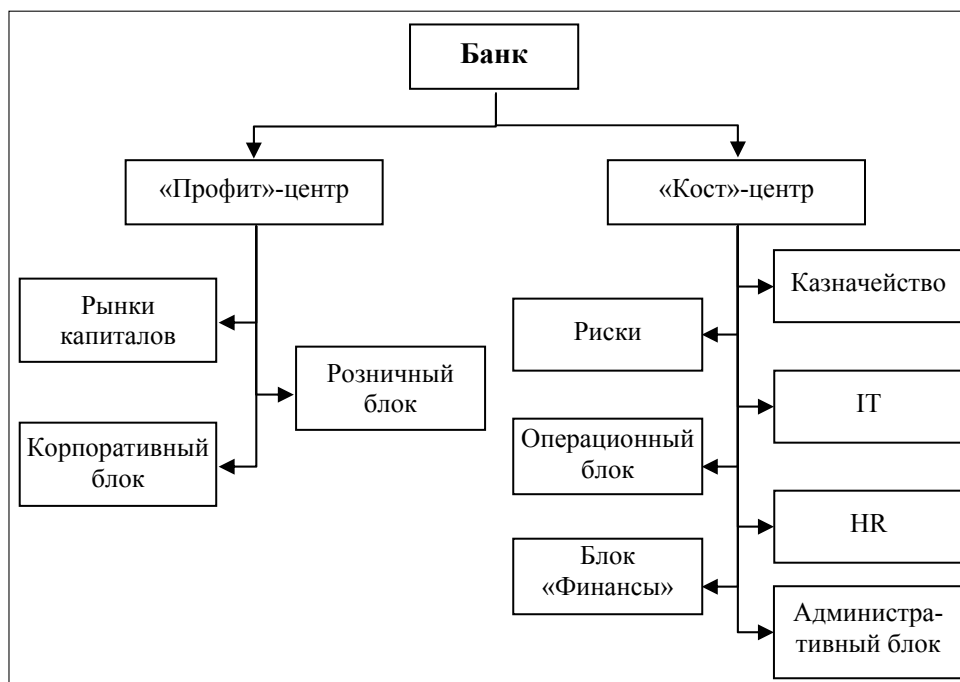 Банк
«Профит»-центр
«Кост»-центр
Рынки
капиталов
Розничный
блок
Корпоративный
блок
Казначейство
Риски
IT
Операционный
блок
HR
Блок
«Финансы»
Администра-
тивный блок